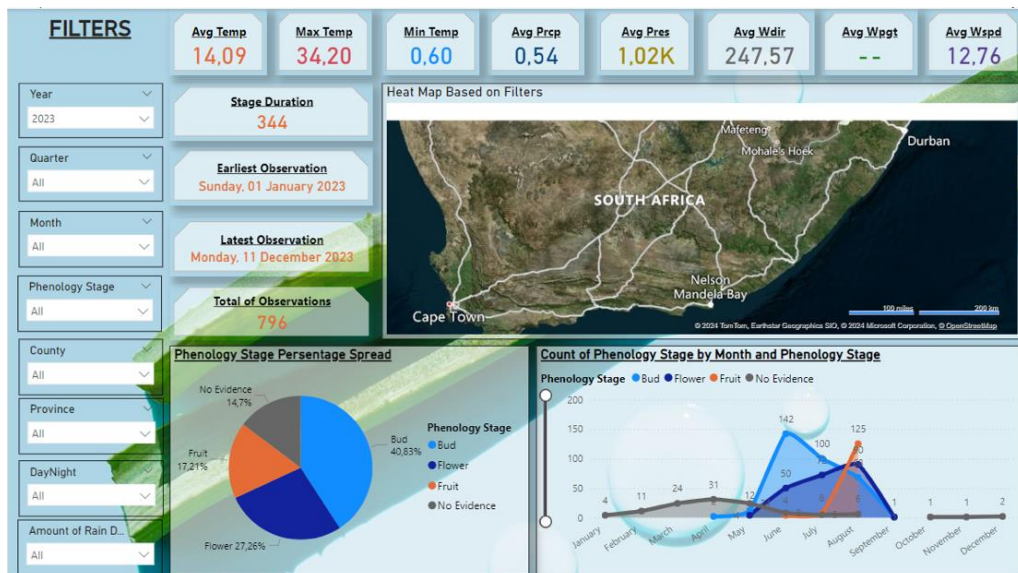 FILTERS
Avg Temp
14,09
Max Temp
34,20
Min Temp
0,60
Avg Prcp
0,54
Avg Pres
1,02K
Avg Wdir
247,57
Avg Wpgt
--
Avg Wspd
12,76
Year
2023
Quarter
All
Month
All
Phenology Stage
All
County
All
Province
All
DayNight
All
Amount of Rain D...
All
Stage Duration
344
Earliest Observation
Sunday, 01 January 2023
Latest Observation
Monday, 11 December 2023
Total of Observations
796
Heat Map Based on Filters
Mafeteng
Mohale's Hoek
Durban
SOUTH AFRICA
Nelson
Mandela Bay
Cape Town
100 miles
200 km
© 2024 TomTom, Earthstar Geographics SIO, © 2024 Microsoft Corporation, © OpenStreetMap
Phenology Stage Persentage Spread
No Evidence
14,7%
Fruit
17,21%
Bud
40,83%
Flower 27,26%
Phenology Stage
Bud
Flower
Fruit
No Evidence
Count of Phenology Stage by Month and Phenology Stage
Phenology Stage Bud Flower Fruit No Evidence
200
150
100
50
0
4
11
24
31
12
142
50
4
100
6
125
90
6
1
1
1
2
January
February
March
April
May
June
July
August
September
October
November
December